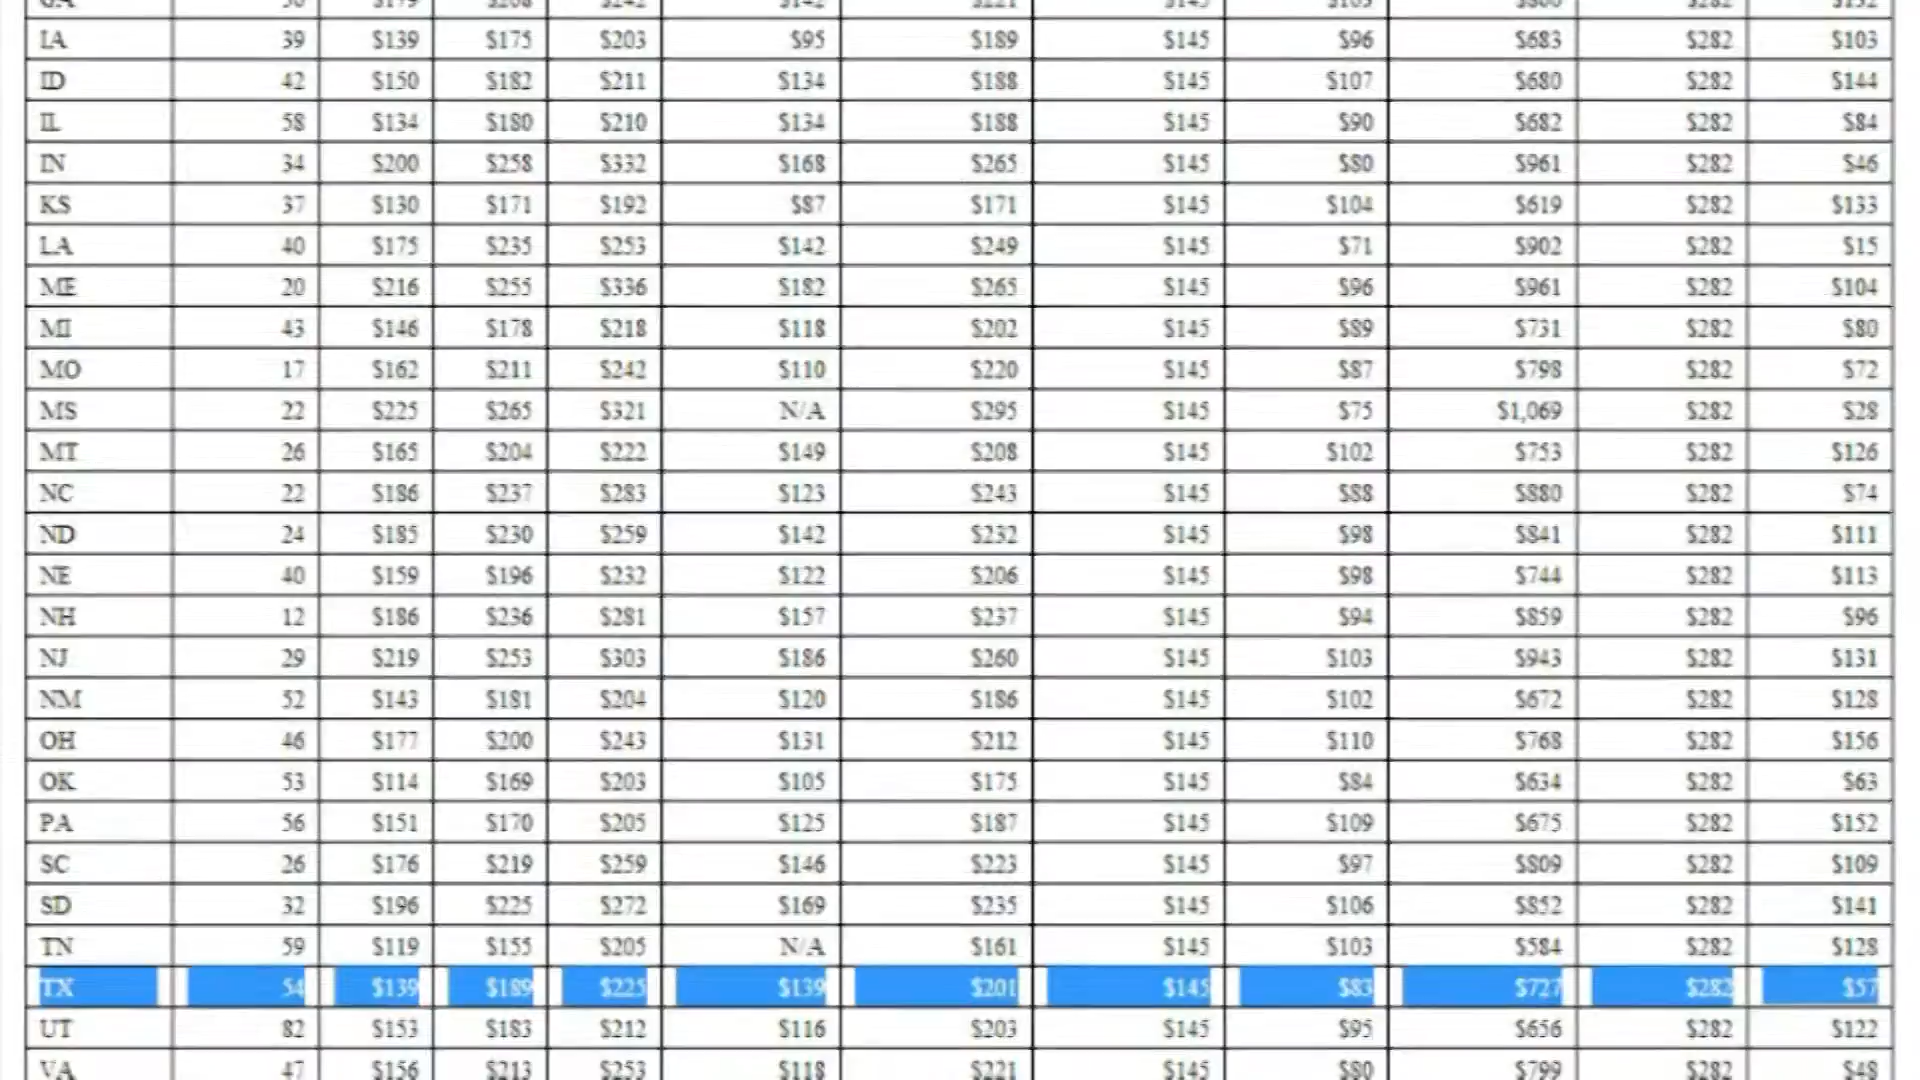 GA 50 $179 $208 $242 $142 $221 $145 $103 $800 $282 $132
IA 39 $139 $175 $203 $95 $189 $145 $96 $683 $282 $103
ID 42 $150 $182 $211 $134 $188 $145 $107 $680 $282 $144
IL 58 $134 $180 $210 $134 $188 $145 $90 $682 $282 $84
IN 34 $200 $258 $332 $168 $265 $145 $80 $961 $282 $46
KS 37 $130 $171 $192 $87 $171 $145 $104 $619 $282 $133
LA 40 $175 $235 $253 $142 $249 $145 $71 $902 $282 $15
ME 20 $216 $255 $336 $182 $265 $145 $96 $961 $282 $104
MI 43 $146 $178 $218 $118 $202 $145 $89 $731 $282 $80
MO 17 $162 $211 $242 $110 $220 $145 $87 $798 $282 $72
MS 22 $225 $265 $321 N/A $295 $145 $75 $1,069 $282 $28
MT 26 $165 $204 $222 $149 $208 $145 $102 $753 $282 $126
NC 22 $186 $237 $283 $123 $243 $145 $88 $880 $282 $74
ND 24 $185 $230 $259 $142 $232 $145 $98 $841 $282 $111
NE 40 $159 $196 $232 $122 $206 $145 $98 $744 $282 $113
NH 12 $186 $236 $281 $157 $237 $145 $94 $859 $282 $96
NJ 29 $219 $253 $303 $186 $260 $145 $103 $943 $282 $131
NM 52 $143 $181 $204 $120 $186 $145 $102 $672 $282 $128
OH 46 $177 $200 $243 $131 $212 $145 $110 $768 $282 $156
OK 53 $114 $169 $203 $105 $175 $145 $84 $634 $282 $63
PA 56 $151 $170 $205 $125 $187 $145 $109 $675 $282 $152
SC 26 $176 $219 $259 $146 $223 $145 $97 $809 $282 $109
SD 32 $196 $225 $272 $169 $235 $145 $106 $852 $282 $141
TN 59 $119 $155 $205 N/A $161 $145 $103 $584 $282 $128
TX 54 $139 $189 $225 $139 $201 $145 $83 $727 $282 $57
UT 82 $153 $183 $212 $116 $203 $145 $95 $656 $282 $122
VA 47 $156 $213 $253 $118 $221 $145 $80 $799 $282 $48